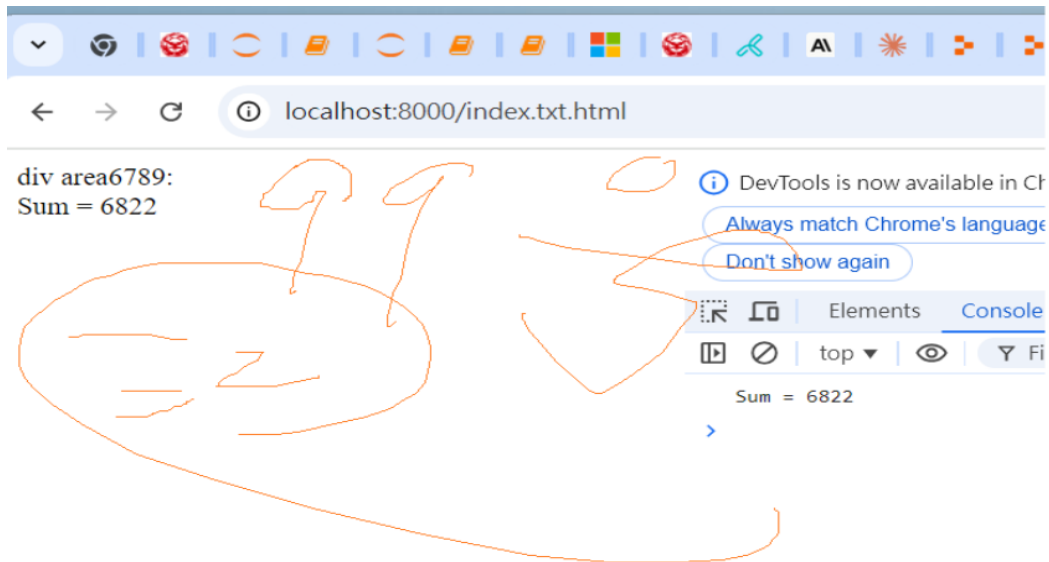 localhost:8000/index.txt.html
div area6789:
Sum = 6822
99
= z
DevTools is now available in Ch
Always match Chrome's language
Don't show again
Elements Console
top Fi
Sum = 6822